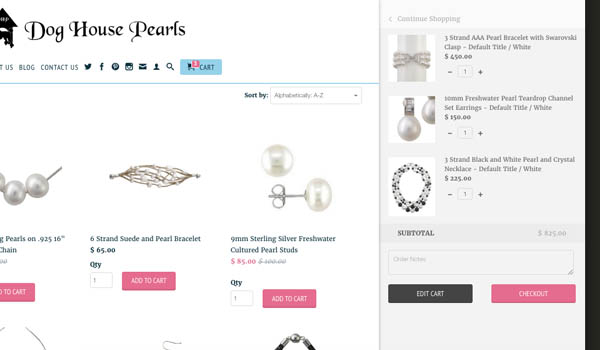 Dog House Pearls
T US BLOG CONTACT US
CART
Sort by: Alphabetically: A-Z
g Pearls on .925 16"
Chain
ADD TO CART
6 Strand Suede and Pearl Bracelet
$ 65.00
Qty
1
ADD TO CART
9mm Sterling Silver Freshwater
Cultured Pearl Studs
$ 85.00 $ 100.00
Qty
1
ADD TO CART
Continue Shopping
3 Strand AAA Pearl Bracelet with Swarovski
Clasp - Default Title / White
$ 450.00
− 1 +
10mm Freshwater Pearl Teardrop Channel
Set Earrings - Default Title / White
$ 150.00
− 1 +
3 Strand Black and White Pearl and Crystal
Necklace - Default Title / White
$ 225.00
− 1 +
SUBTOTAL $ 825.00
Order Notes
EDIT CART
CHECKOUT